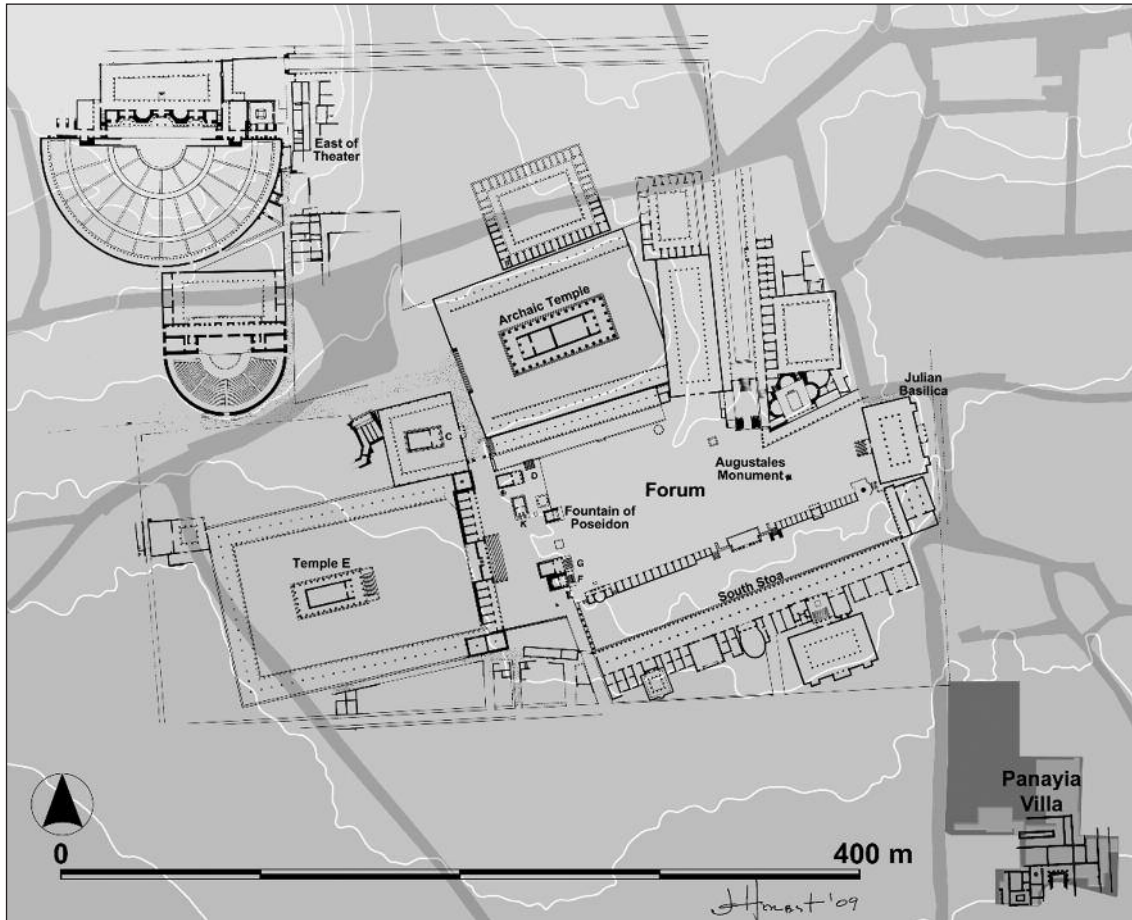 East of
Theater
Archaic Temple
Julian
Basilica
C
D
Augustales
Monument
Forum
K
Fountain of
Poseidon
G
F
Temple E
South Stoa
Panayia
Villa
0
400 m